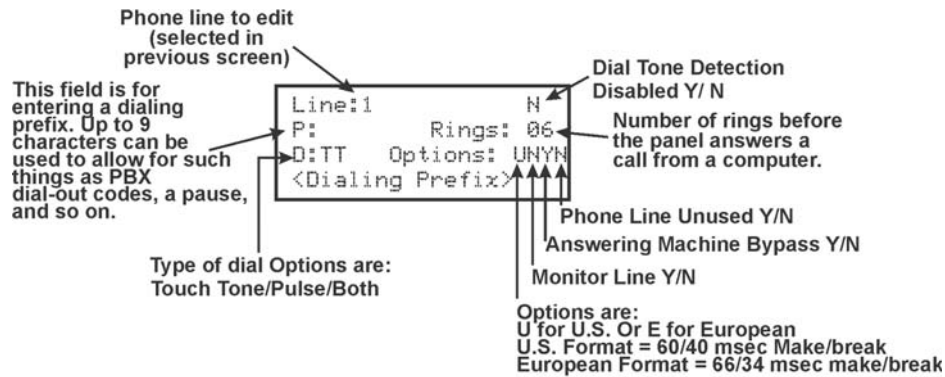 Phone line to edit
(selected in
previous screen)
This field is for
entering a dialing
prefix. Up to 9
characters can be
used to allow for such
things as PBX
dial-out codes, a pause,
and so on.
Line:1 N
P: Rings: 06
D:TT Options: UNYN
<Dialing Prefix>
Dial Tone Detection
Disabled Y/ N
Number of rings before
the panel answers a
call from a computer.
Phone Line Unused Y/N
Answering Machine Bypass Y/N
Monitor Line Y/N
Type of dial Options are:
Touch Tone/Pulse/Both
Options are:
U for U.S. Or E for European
U.S. Format = 60/40 msec Make/break
European Format = 66/34 msec make/break